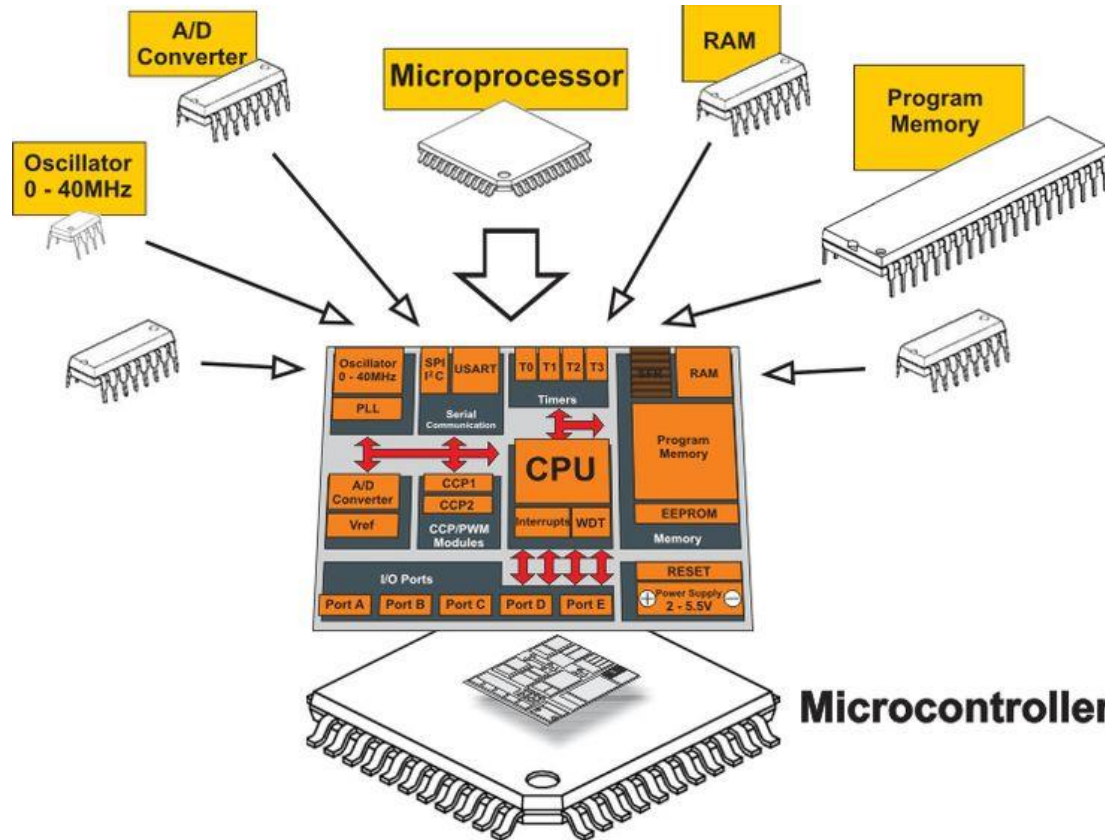 A/D
Converter
Microprocessor
RAM
Program
Memory
Oscillator
0 - 40MHz
Oscillator
0 - 40MHz
PLL
SPI
I²C
USART
Serial
Communication
T0
T1
T2
T3
Timers
RAM
Program
Memory
EEPROM
Memory
A/D
Converter
Vref
CCP1
CCP2
CCP/PWM
Modules
CPU
Interrupts
WDT
I/O Ports
Port A
Port B
Port C
Port D
Port E
RESET
Power Supply
2 - 5.5V
Microcontroller